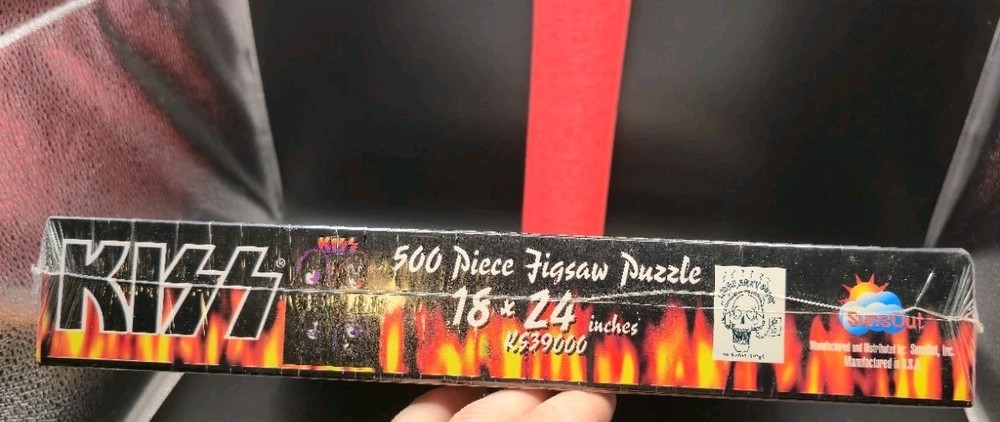 KISS®
KISS
500 Piece Jigsaw Puzzle
18 x 24 inches
KS39000
SunsOut
Manufactured and Distributed by: SunsOut, Inc.
Manufactured in U.S.A.